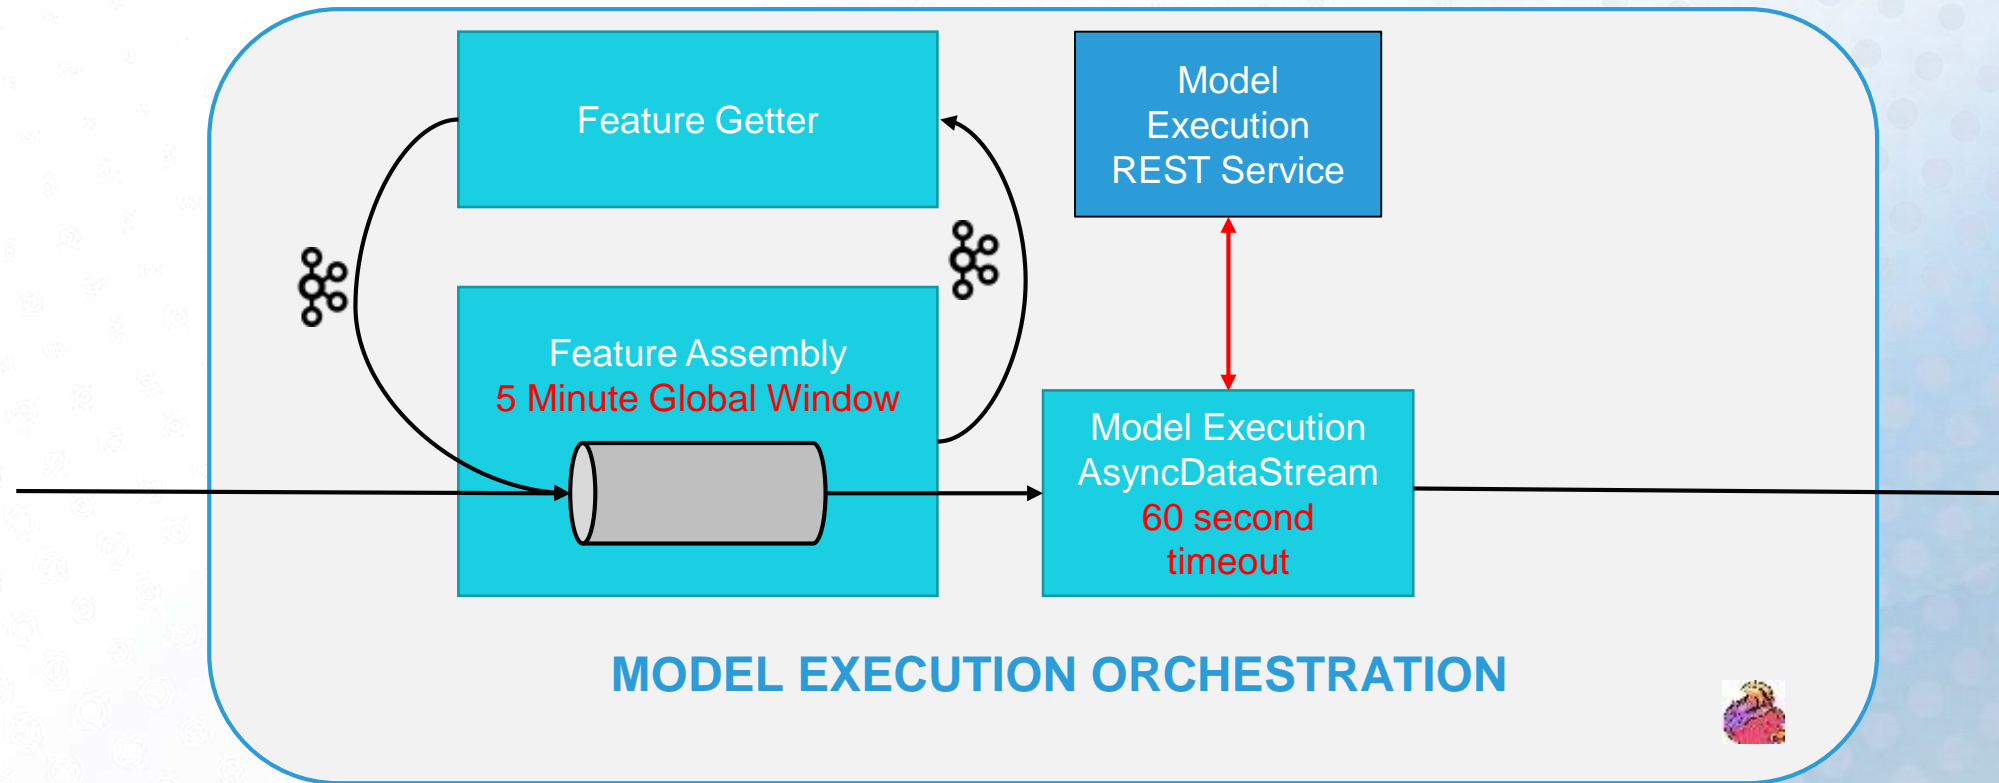 Feature Getter
Model
Execution
REST Service
Feature Assembly
5 Minute Global Window
Model Execution
AsyncDataStream
60 second
timeout
MODEL EXECUTION ORCHESTRATION